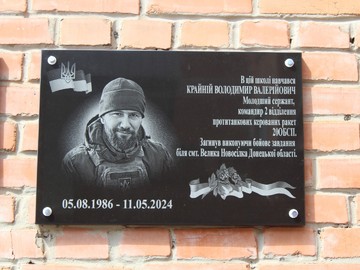 В цій школі навчався
КРАЙНІЙ ВОЛОДИМИР ВАЛЕРІЙОВИЧ
Молодший сержант,
командир 2 відділення
протитанкових керованих ракет
20ОБСП.
Загинув виконуючи бойове завдання
біля смт. Велика Новосілка Донецької області.
05.08.1986 - 11.05.2024